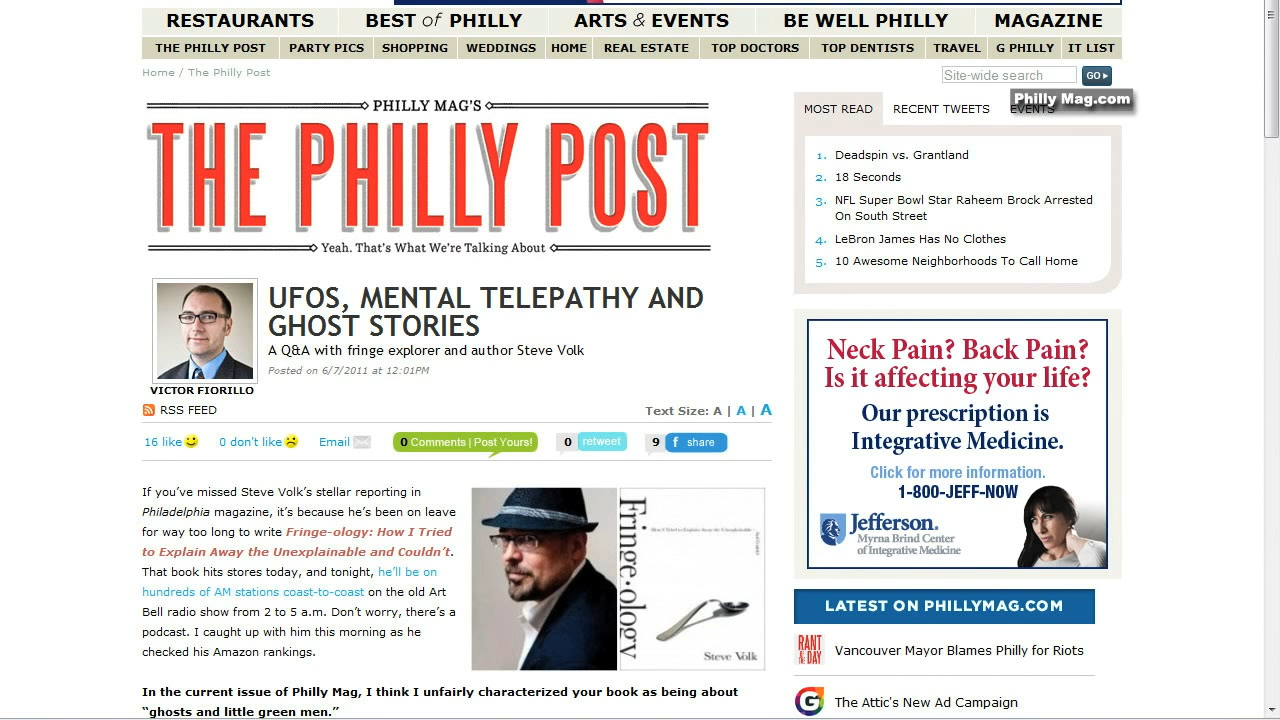 RESTAURANTS BEST of PHILLY ARTS & EVENTS BE WELL PHILLY MAGAZINE
THE PHILLY POST PARTY PICS SHOPPING WEDDINGS HOME REAL ESTATE TOP DOCTORS TOP DENTISTS TRAVEL G PHILLY IT LIST
Home / The Philly Post
Site-wide search GO
Philly Mag.com
PHILLY MAG'S
THE PHILLY POST
Yeah. That's What We're Talking About
MOST READ RECENT TWEETS EVENTS
1. Deadspin vs. Grantland
2. 18 Seconds
3. NFL Super Bowl Star Raheem Brock Arrested
On South Street
4. LeBron James Has No Clothes
5. 10 Awesome Neighborhoods To Call Home
UFOS, MENTAL TELEPATHY AND
GHOST STORIES
A Q&A with fringe explorer and author Steve Volk
Posted on 6/7/2011 at 12:01PM
VICTOR FIORILLO
RSS FEED
Text Size: A | A | A
16 like 0 don't like Email 0 Comments | Post Yours! 0 retweet 9 f share
If you've missed Steve Volk's stellar reporting in
Philadelphia magazine, it's because he's been on leave
for way too long to write Fringe-ology: How I Tried
to Explain Away the Unexplainable and Couldn't.
The book hits stores today, and tonight, he'll be on
hundreds of AM stations coast-to-coast on the old Art
Bell radio show from 2 to 5 a.m. Don't worry, there's a
podcast. I caught up with him this morning as he
checked his Amazon rankings.
Fringe·ology
How I Tried to Explain Away the Unexplainable
Steve Volk
In the current issue of Philly Mag, I think I unfairly characterized your book as being about
“ghosts and little green men.”
Neck Pain? Back Pain?
Is it affecting your life?
Our prescription is
Integrative Medicine.
Click for more information.
1-800-JEFF-NOW
Jefferson.
Myrna Brind Center
of Integrative Medicine
LATEST ON PHILLYMAG.COM
RANT
OF THE
DAY
Vancouver Mayor Blames Philly for Riots
G
The Attic's New Ad Campaign